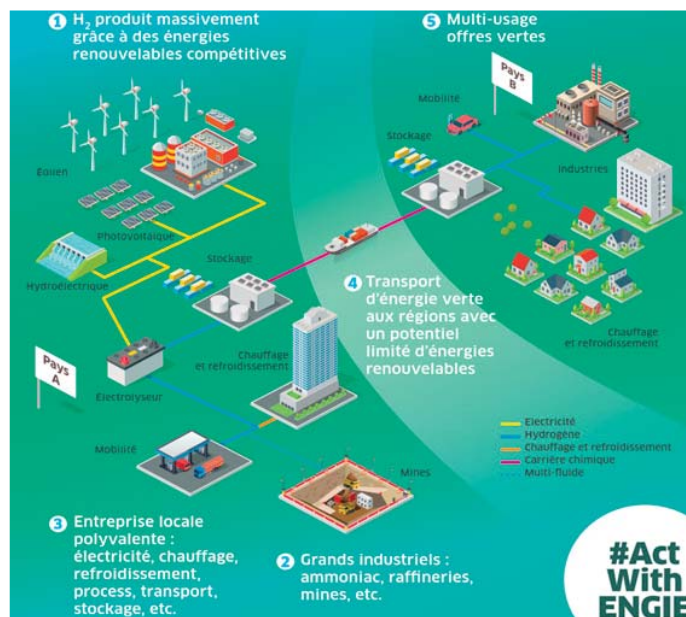 1 H₂ produit massivement
grâce à des énergies
renouvelables compétitives
5 Multi-usage
offres vertes
Pays
B
Mobilité
Stockage
Industries
Eolien
Photovoltaïque
Hydroélectrique
Stockage
4 Transport
d'énergie verte
aux régions avec
un potentiel
limité d'énergies
renouvelables
Chauffage
et refroidissement
Chauffage
et refroidissement
Pays
A
Electrolyseur
Mobilité
Mines
Electricité
Hydrogène
Chauffage et refroidissement
Carrière chimique
Multi-fluide
3 Entreprise locale
polyvalente :
électricité, chauffage,
refroidissement,
process, transport,
stockage, etc.
2 Grands industriels :
ammoniac, raffineries,
mines, etc.
#Act
With
ENGIE